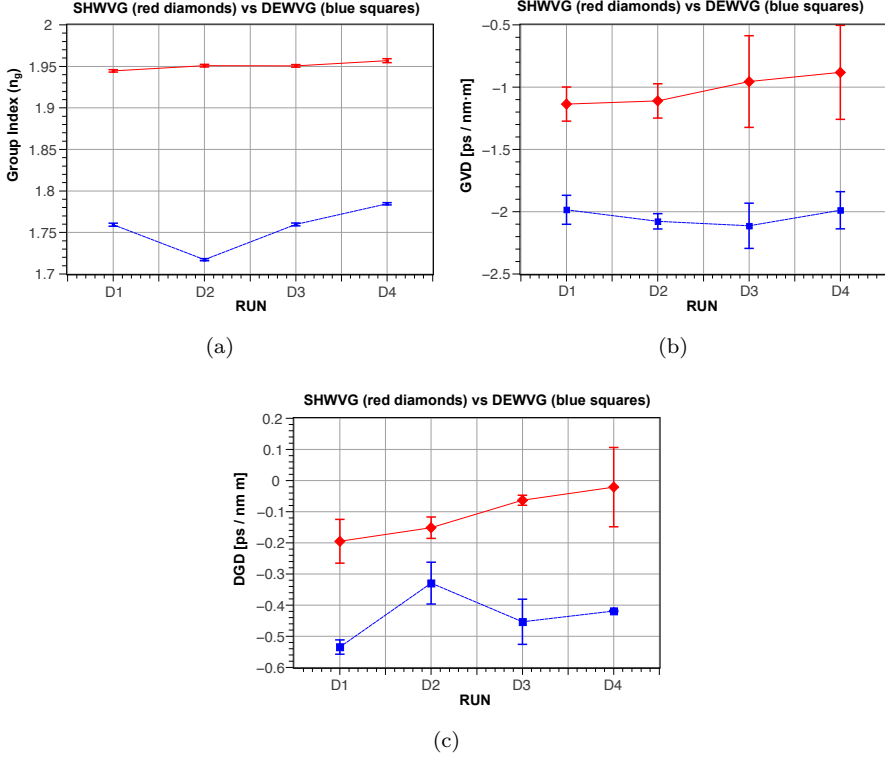 SHWVG (red diamonds) vs DEWVG (blue squares)
2
1.95
1.9
1.85
1.8
1.75
1.7
Group Index (n_g)
D1 D2 D3 D4
RUN
(a)
SHWVG (red diamonds) vs DEWVG (blue squares)
−0.5
−1
−1.5
−2
−2.5
GVD [ps / nm·m]
D1 D2 D3 D4
RUN
(b)
SHWVG (red diamonds) vs DEWVG (blue squares)
0.2
0.1
0
−0.1
−0.2
−0.3
−0.4
−0.5
−0.6
DGD [ps / nm m]
D1 D2 D3 D4
RUN
(c)